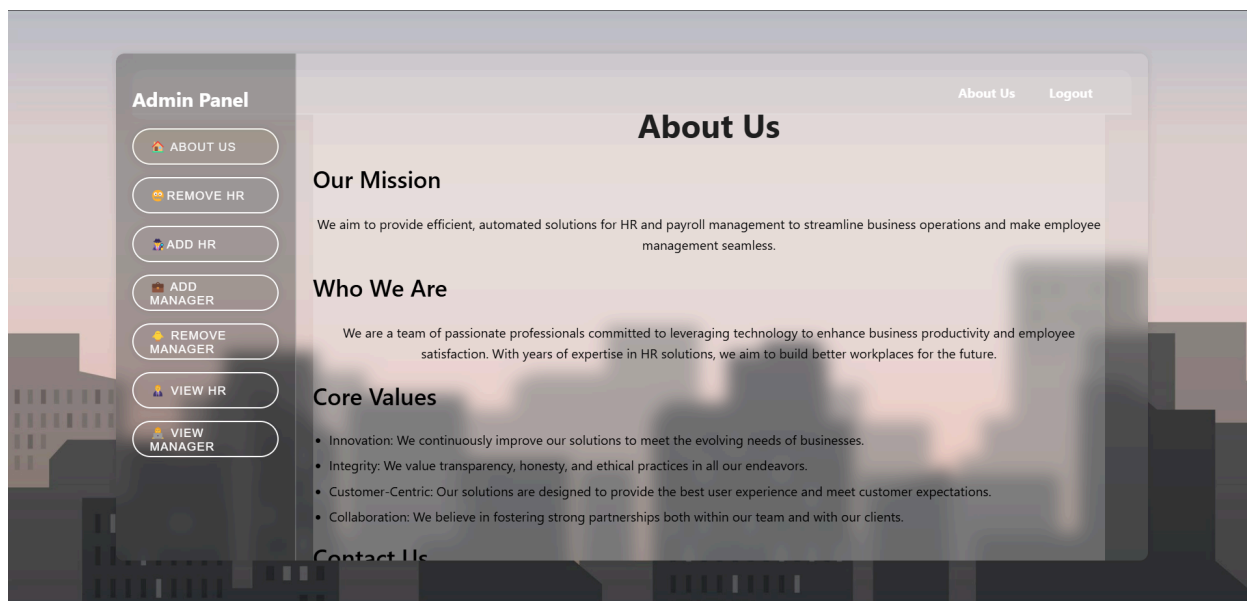 Admin Panel
ABOUT US
REMOVE HR
ADD HR
ADD
MANAGER
REMOVE
MANAGER
VIEW HR
VIEW
MANAGER
About Us Logout
About Us
Our Mission
We aim to provide efficient, automated solutions for HR and payroll management to streamline business operations and make employee
management seamless.
Who We Are
We are a team of passionate professionals committed to leveraging technology to enhance business productivity and employee
satisfaction. With years of expertise in HR solutions, we aim to build better workplaces for the future.
Core Values
• Innovation: We continuously improve our solutions to meet the evolving needs of businesses.
• Integrity: We value transparency, honesty, and ethical practices in all our endeavors.
• Customer-Centric: Our solutions are designed to provide the best user experience and meet customer expectations.
• Collaboration: We believe in fostering strong partnerships both within our team and with our clients.
Contact Us